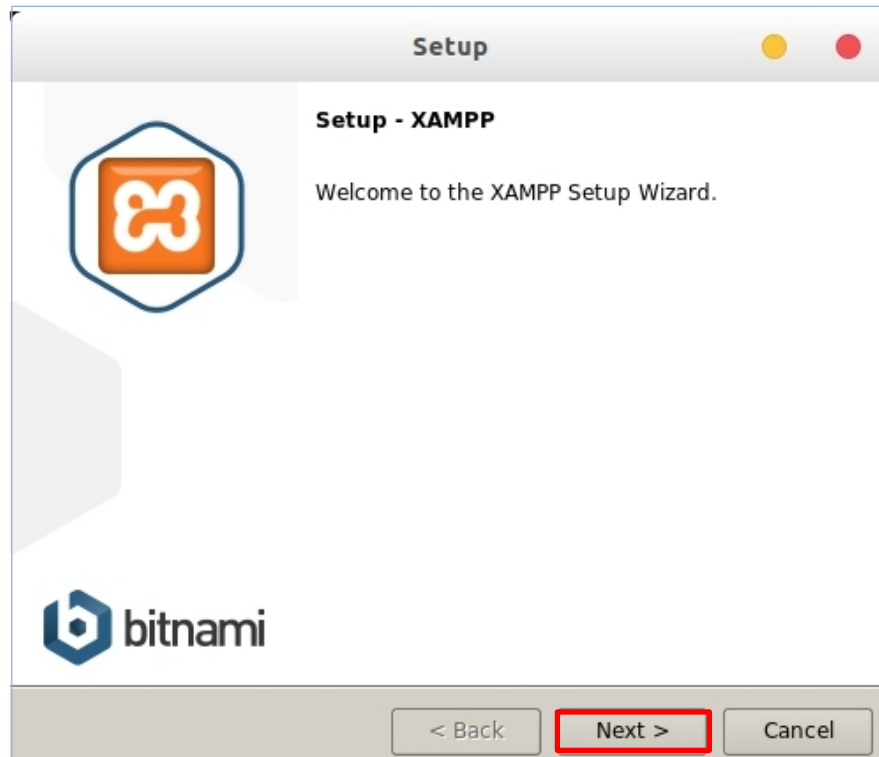 Setup
Setup - XAMPP
Welcome to the XAMPP Setup Wizard.
bitnami
< Back
Next >
Cancel